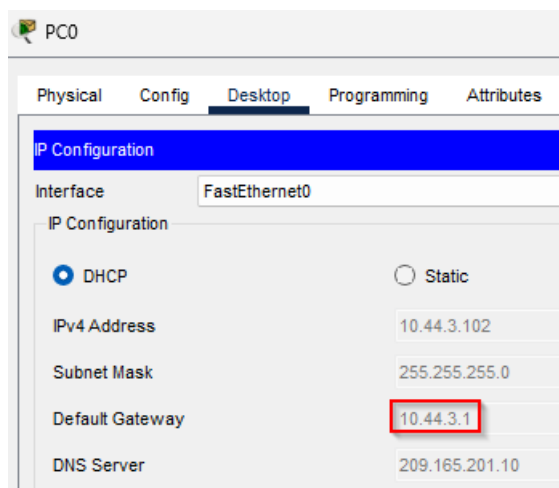 PC0
Physical Config Desktop Programming Attributes
IP Configuration
Interface FastEthernet0
IP Configuration
DHCP Static
IPv4 Address 10.44.3.102
Subnet Mask 255.255.255.0
Default Gateway 10.44.3.1
DNS Server 209.165.201.10